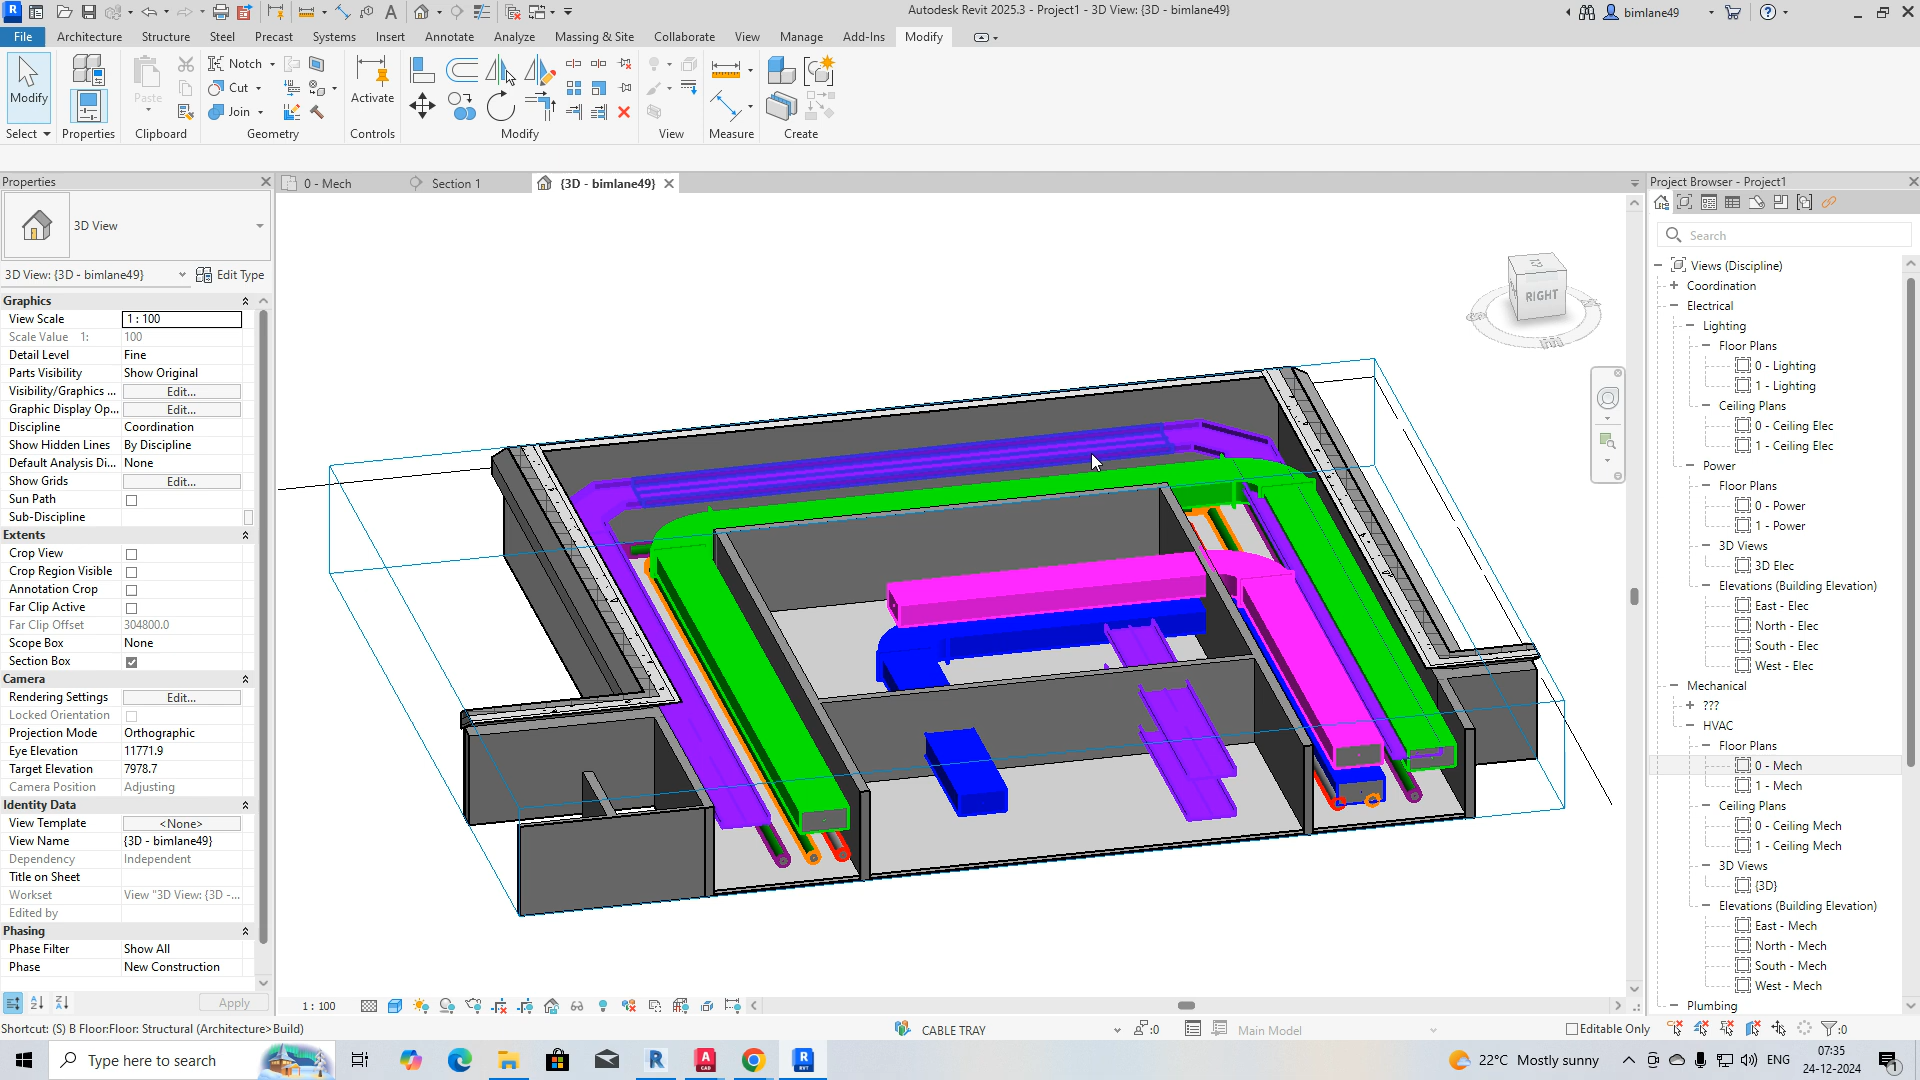 Autodesk Revit 2025.3 - Project1 - 3D View: {3D - bimlane49}
bimlane49
File Architecture Structure Steel Precast Systems Insert Annotate Analyze Massing & Site Collaborate View Manage Add-Ins Modify
Modify
Select
Properties
Paste
Clipboard
Notch
Cut
Join
Geometry
Activate
Controls
Modify
View
Measure
Create
Properties
3D View
3D View: {3D - bimlane49}
Edit Type
Graphics
View Scale 1 : 100
Scale Value 1: 100
Detail Level Fine
Parts Visibility Show Original
Visibility/Graphics ... Edit...
Graphic Display Op... Edit...
Discipline Coordination
Show Hidden Lines By Discipline
Default Analysis Di... None
Show Grids Edit...
Sun Path
Sub-Discipline
Extents
Crop View
Crop Region Visible
Annotation Crop
Far Clip Active
Far Clip Offset 304800.0
Scope Box None
Section Box
Camera
Rendering Settings Edit...
Locked Orientation
Projection Mode Orthographic
Eye Elevation 11771.9
Target Elevation 7978.7
Camera Position Adjusting
Identity Data
View Template <None>
View Name {3D - bimlane49}
Dependency Independent
Title on Sheet
Workset View "3D View: {3D -...
Edited by
Phasing
Phase Filter Show All
Phase New Construction
Apply
0 - Mech
Section 1
{3D - bimlane49}
RIGHT
1 : 100
Project Browser - Project1
Search
Views (Discipline)
Coordination
Electrical
Lighting
Floor Plans
0 - Lighting
1 - Lighting
Ceiling Plans
0 - Ceiling Elec
1 - Ceiling Elec
Power
Floor Plans
0 - Power
1 - Power
3D Views
3D Elec
Elevations (Building Elevation)
East - Elec
North - Elec
South - Elec
West - Elec
Mechanical
???
HVAC
Floor Plans
0 - Mech
1 - Mech
Ceiling Plans
0 - Ceiling Mech
1 - Ceiling Mech
3D Views
{3D}
Elevations (Building Elevation)
East - Mech
North - Mech
South - Mech
West - Mech
Plumbing
Shortcut: (S) B Floor:Floor: Structural (Architecture>Build)
CABLE TRAY
:0
Main Model
Editable Only
:0
Type here to search
22°C Mostly sunny
ENG
07:35
24-12-2024